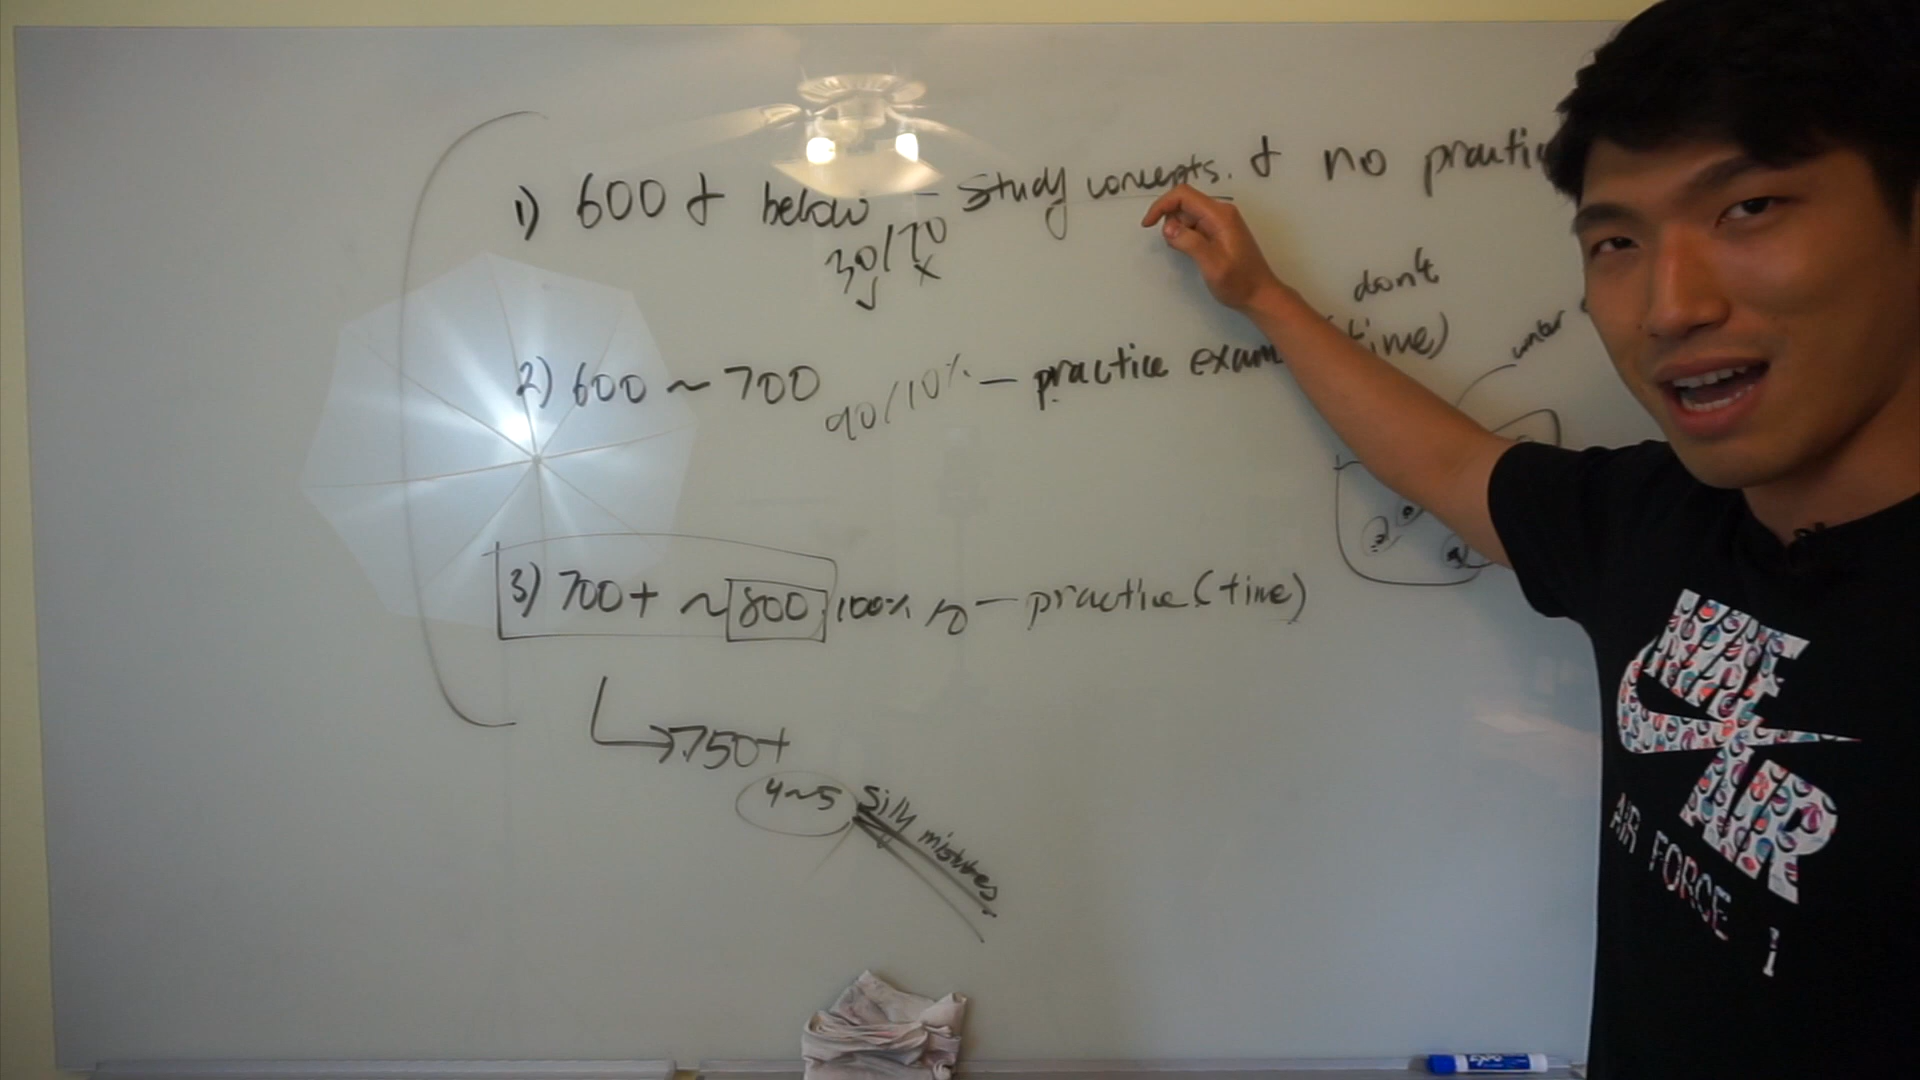 1) 600 & below - Study concepts. & no practi
30/70
don't
2) 600 ~ 700 90/10% - practice exam time)
3) 700+ ~ 800 100% - practice (time)
750+
4~5 Silly mistakes
AIR
AIR FORCE 1
EXPO